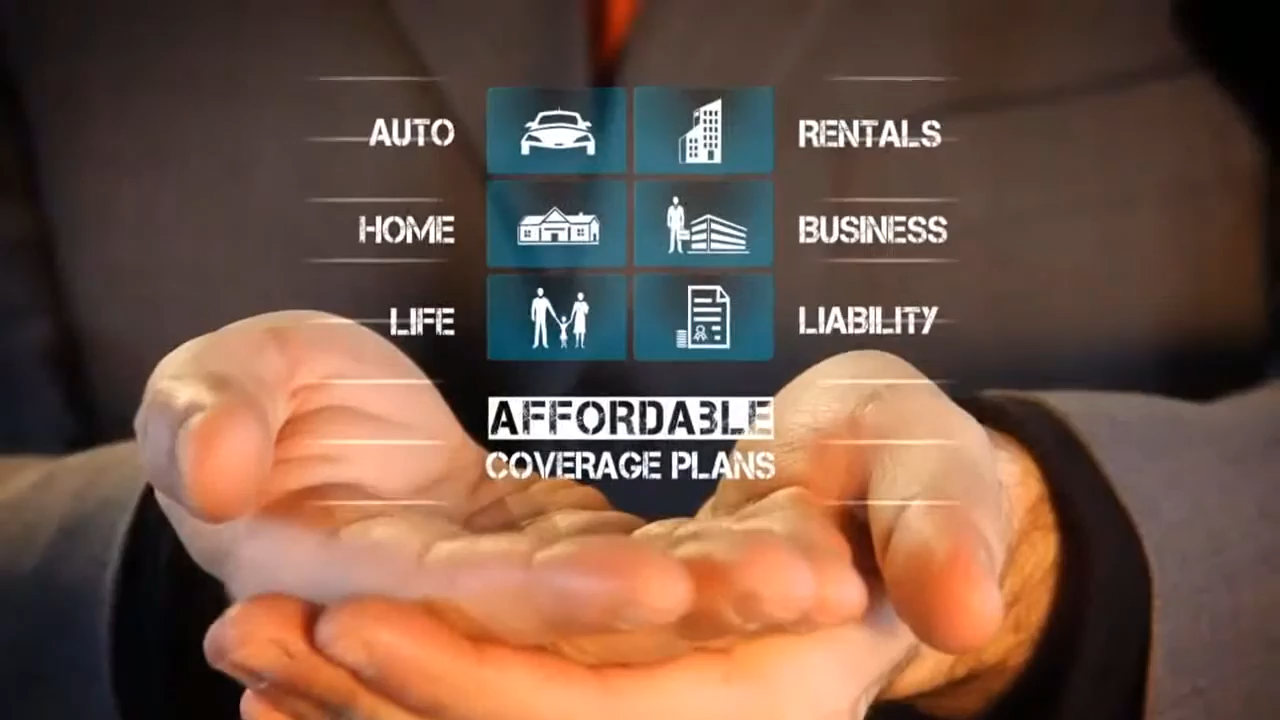 AUTO
RENTALS
HOME
BUSINESS
LIFE
LIABILITY
AFFORDABLE
COVERAGE PLANS